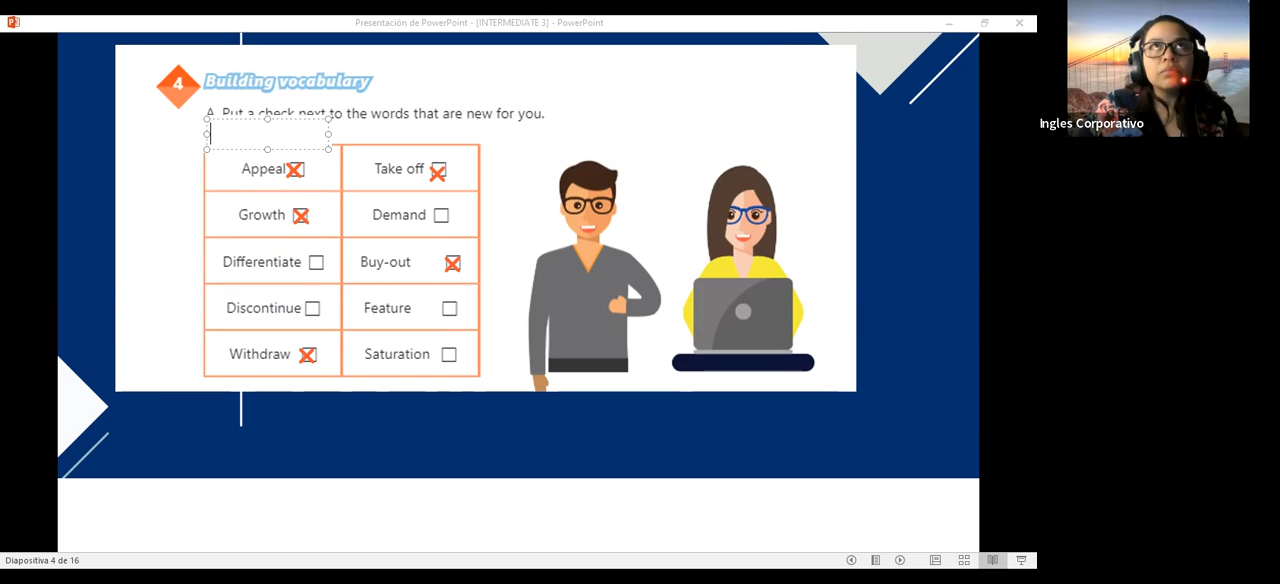 Presentación de PowerPoint - [INTERMEDIATE 3] - PowerPoint
4 Building vocabulary
A. Put a check next to the words that are new for you.
Appeal Take off
Growth Demand
Differentiate Buy-out
Discontinue Feature
Withdraw Saturation
Ingles Corporativo
Diapositiva 4 de 16